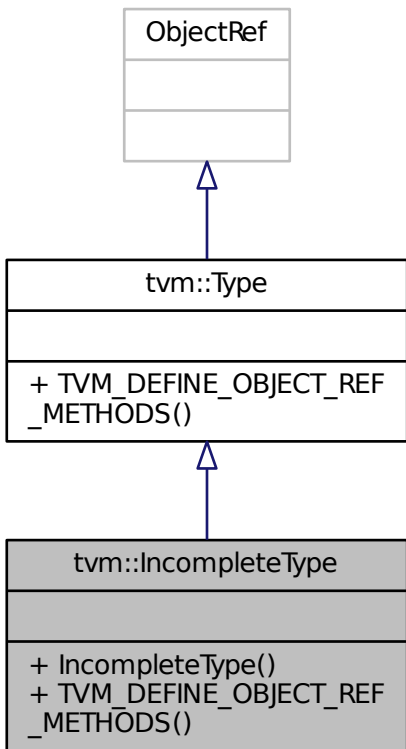 ObjectRef
tvm::Type
+ TVM_DEFINE_OBJECT_REF
_METHODS()
tvm::IncompleteType
+ IncompleteType()
+ TVM_DEFINE_OBJECT_REF
_METHODS()